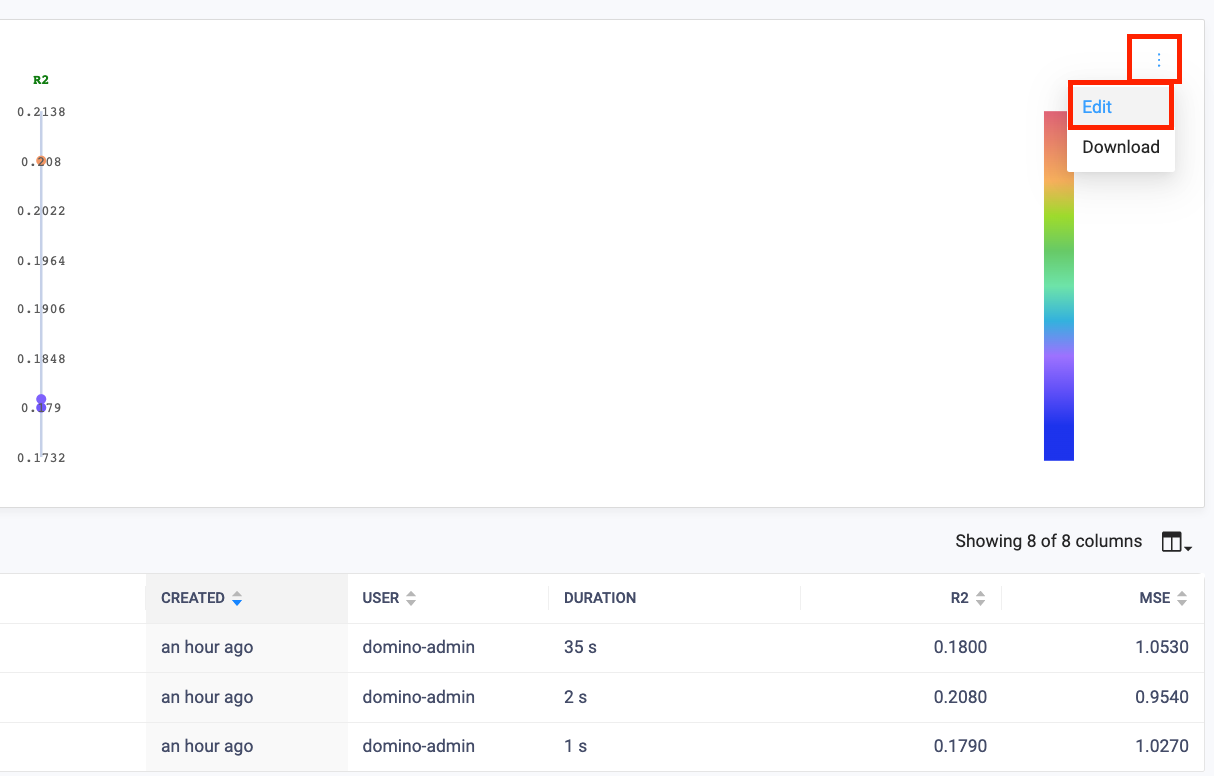 R2
0.2138
0.208
0.2022
0.1964
0.1906
0.1848
0.179
0.1732
Edit
Download
Showing 8 of 8 columns
CREATED USER DURATION R2 MSE
an hour ago domino-admin 35 s 0.1800 1.0530
an hour ago domino-admin 2 s 0.2080 0.9540
an hour ago domino-admin 1 s 0.1790 1.0270